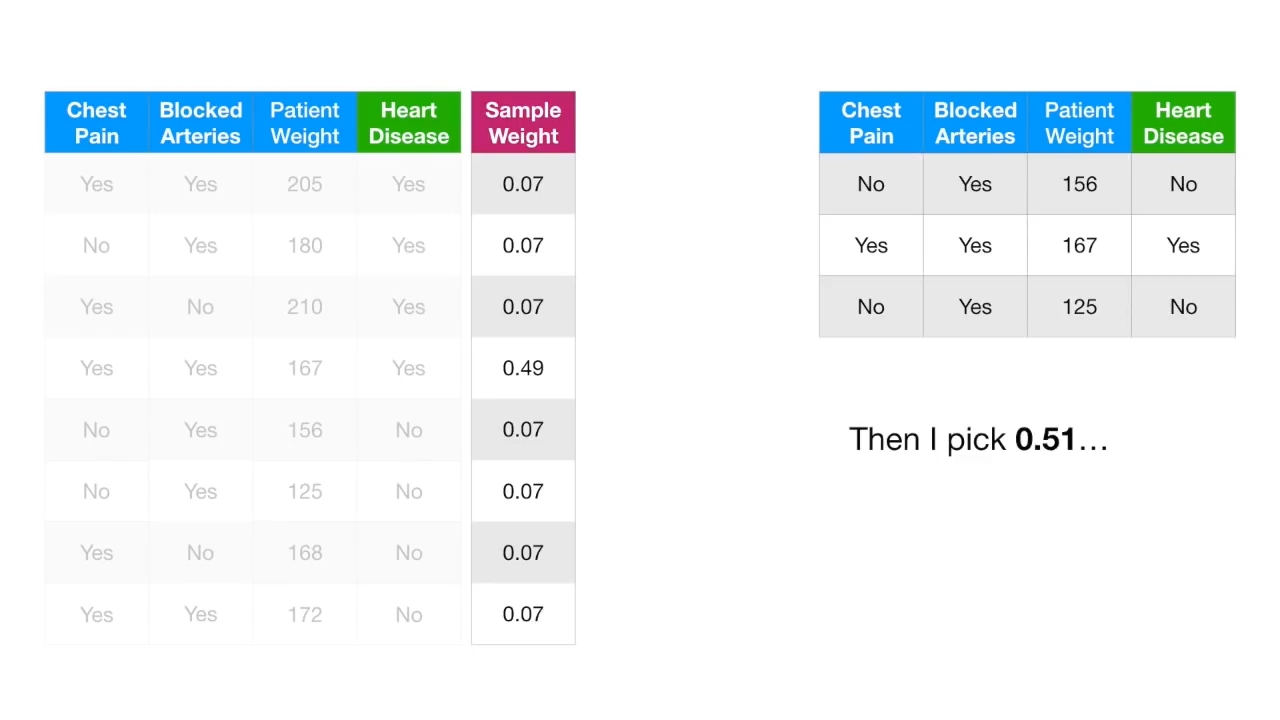 Chest Pain Blocked Arteries Patient Weight Heart Disease Sample Weight
Yes Yes 205 Yes 0.07
No Yes 180 Yes 0.07
Yes No 210 Yes 0.07
Yes Yes 167 Yes 0.49
No Yes 156 No 0.07
No Yes 125 No 0.07
Yes No 168 No 0.07
Yes Yes 172 No 0.07
Chest Pain Blocked Arteries Patient Weight Heart Disease
No Yes 156 No
Yes Yes 167 Yes
No Yes 125 No
Then I pick 0.51…